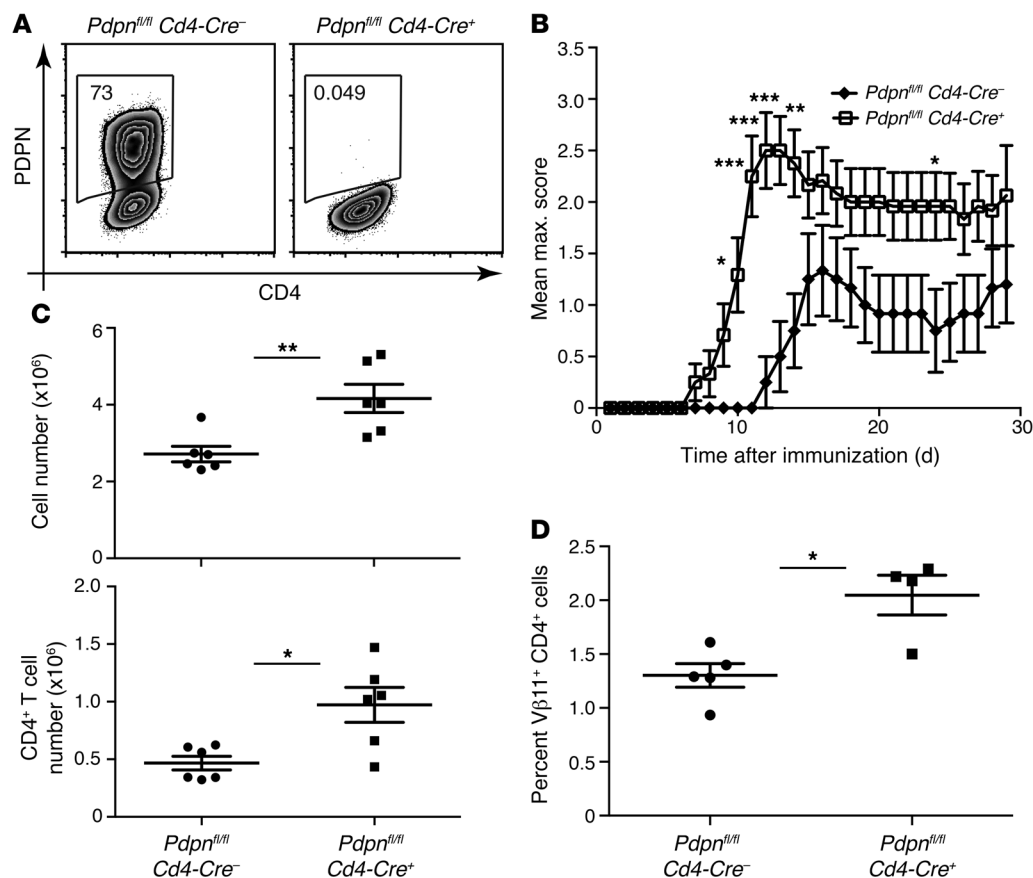 A
Pdpnfl/fl Cd4-Cre–
Pdpnfl/fl Cd4-Cre+
73
0.049
PDPN
CD4
B
3.5
3.0
2.5
2.0
1.5
1.0
0.5
0
Mean max. score
Pdpnfl/fl Cd4-Cre–
Pdpnfl/fl Cd4-Cre+
*
***
***
***
**
*
0
10
20
30
Time after immunization (d)
C
6
4
2
0
Cell number (x10⁶)
**
2.0
1.5
1.0
0.5
0
CD4+ T cell
number (x10⁶)
*
Pdpnfl/fl
Cd4-Cre–
Pdpnfl/fl
Cd4-Cre+
D
2.5
2.0
1.5
1.0
0.5
0
Percent Vβ11+ CD4+ cells
*
Pdpnfl/fl
Cd4-Cre–
Pdpnfl/fl
Cd4-Cre+